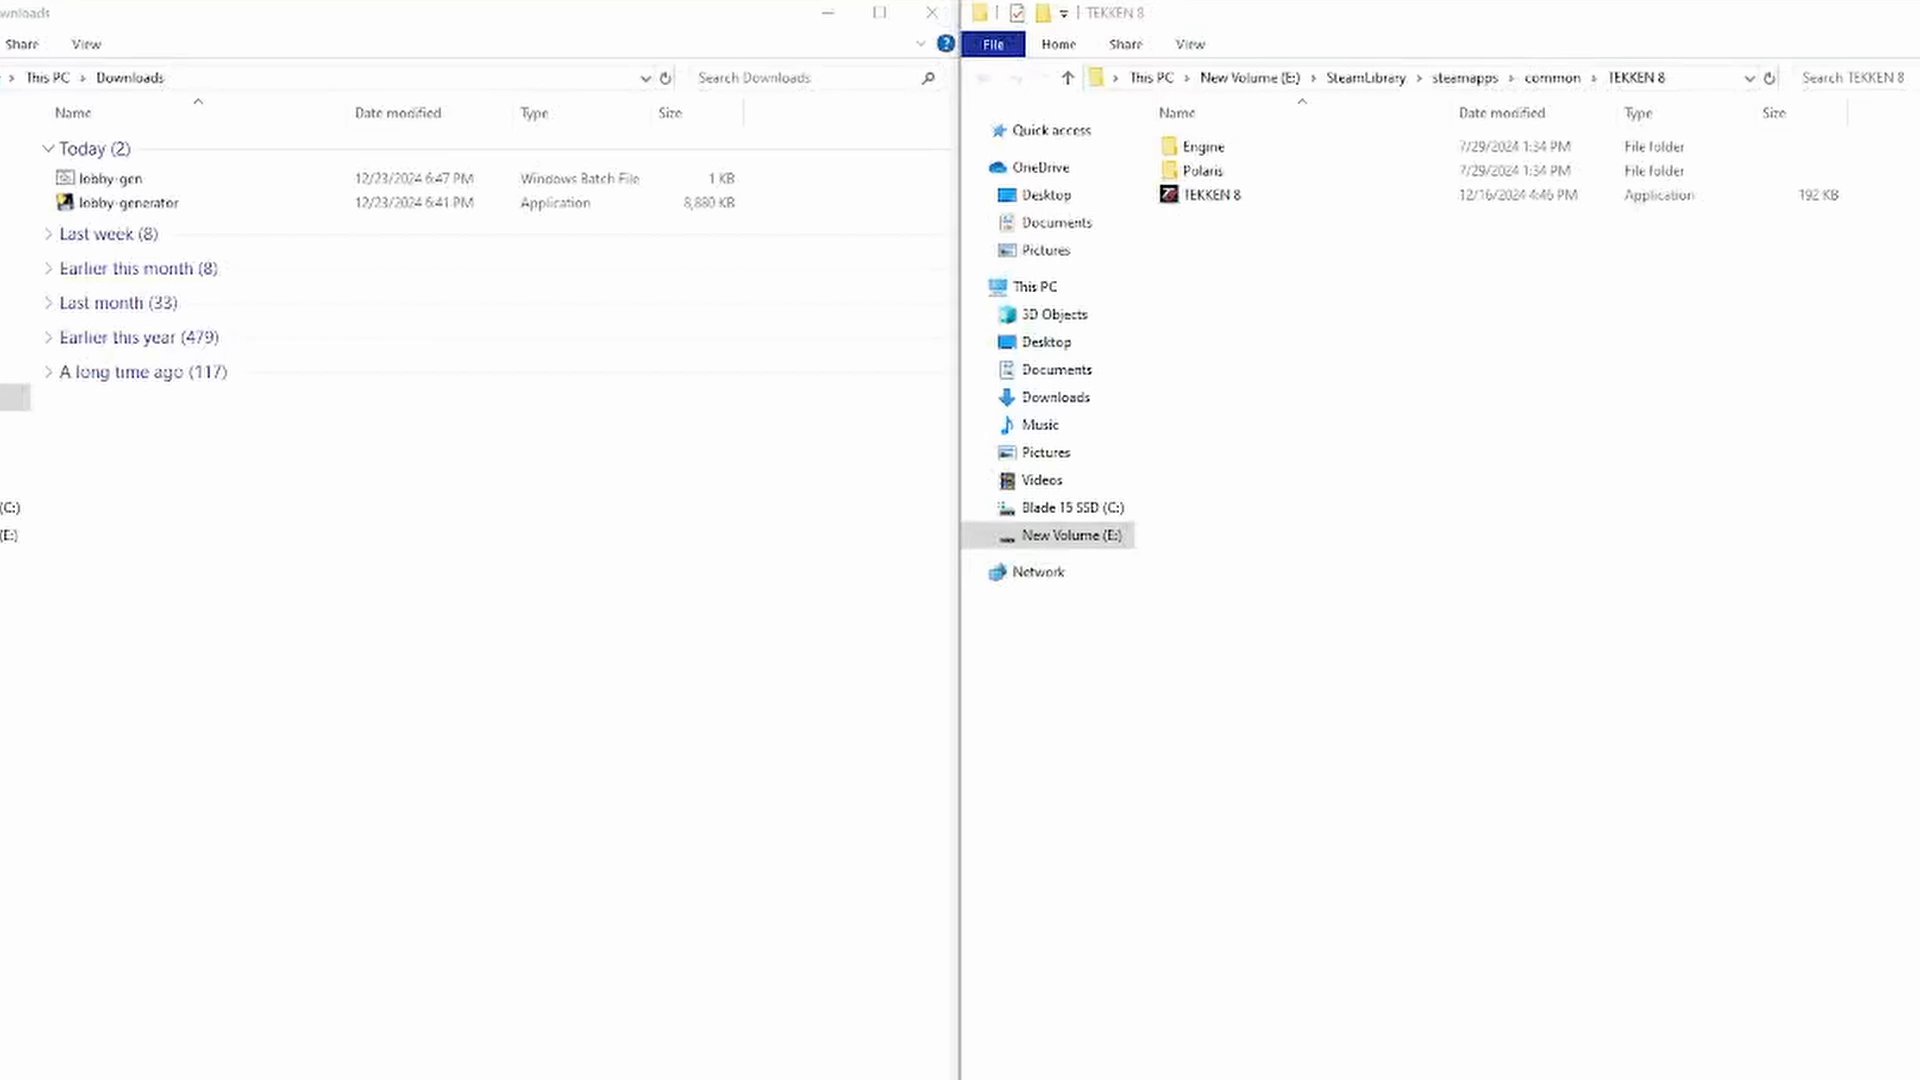 wnloads
Share View
This PC Downloads
Search Downloads
Name Date modified Type Size
Today (2)
lobby-gen 12/23/2024 6:47 PM Windows Batch File 1 KB
lobby-generator 12/23/2024 6:41 PM Application 8,880 KB
Last week (8)
Earlier this month (8)
Last month (33)
Earlier this year (479)
A long time ago (117)
(C:)
(E:)
TEKKEN 8
File Home Share View
This PC New Volume (E:) SteamLibrary steamapps common TEKKEN 8
Search TEKKEN 8
Name Date modified Type Size
Quick access
OneDrive
Desktop
Documents
Pictures
This PC
3D Objects
Desktop
Documents
Downloads
Music
Pictures
Videos
Blade 15 SSD (C:)
New Volume (E:)
Network
Engine 7/29/2024 1:34 PM File folder
Polaris 7/29/2024 1:34 PM File folder
TEKKEN 8 12/16/2024 4:46 PM Application 192 KB